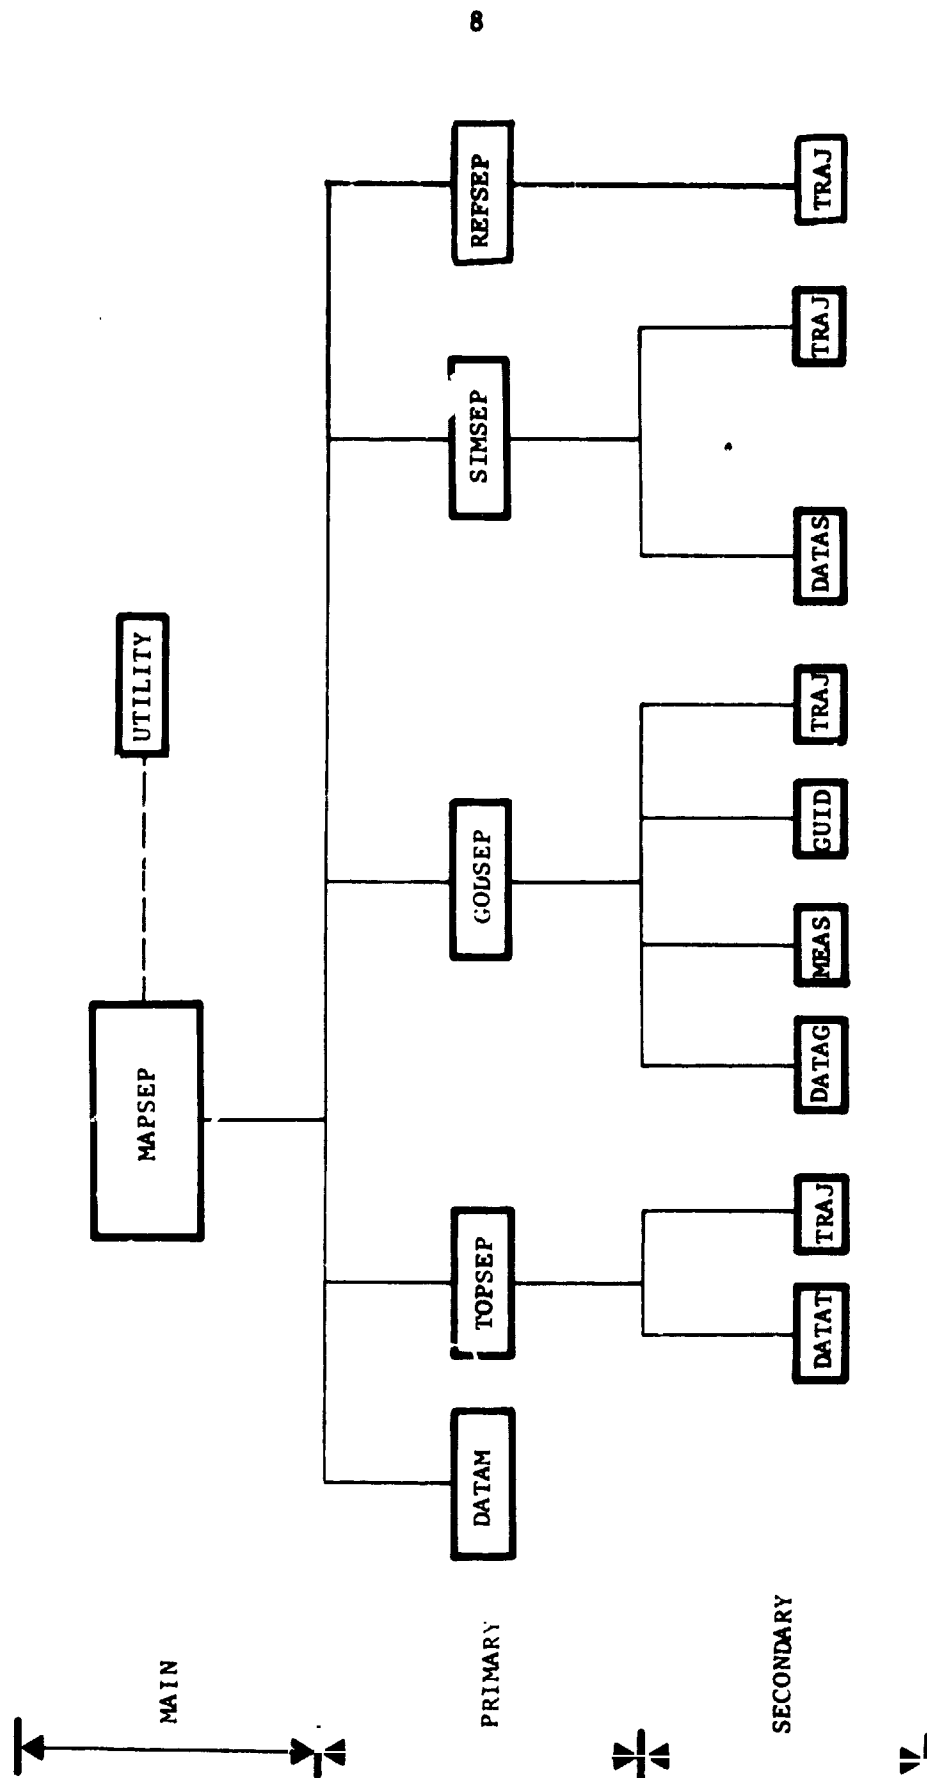 8
UTILITY
MAPSEP
MAIN
DATAM
TOPSEP
GODSEP
SIMSEP
REFSEP
PRIMARY
DATAT
TRAJ
DATAG
MEAS
GUID
TRAJ
DATAS
TRAJ
TRAJ
SECONDARY